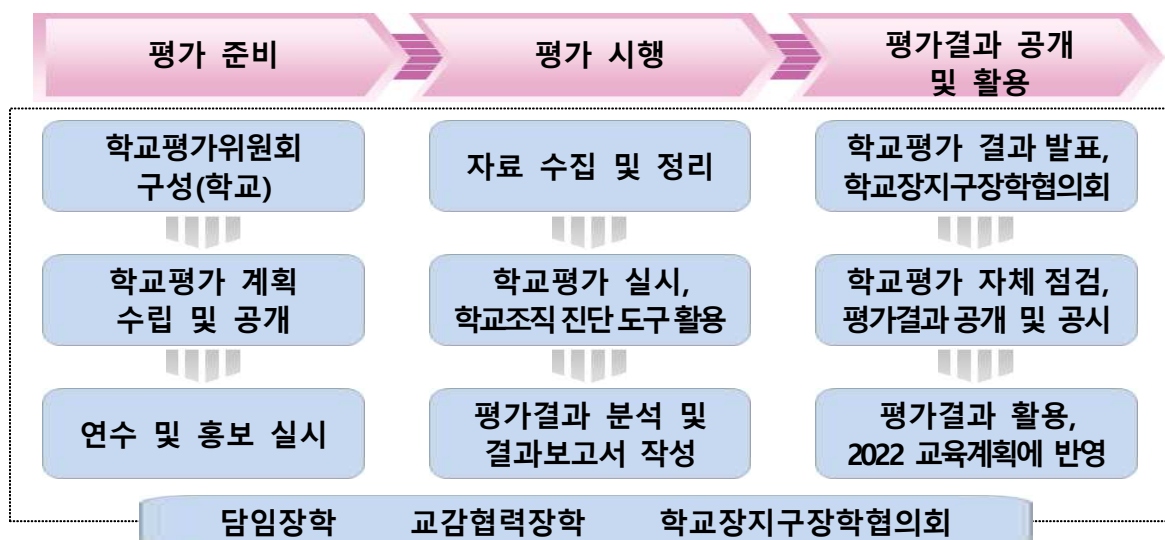 평가 준비
평가 시행
평가결과 공개
및 활용
학교평가위원회
구성(학교)
학교평가 계획
수립 및 공개
연수 및 홍보 실시
자료 수집 및 정리
학교평가 실시,
학교조직 진단 도구 활용
평가결과 분석 및
결과보고서 작성
학교평가 결과 발표,
학교장지구장학협의회
학교평가 자체 점검,
평가결과 공개 및 공시
평가결과 활용,
2022 교육계획에 반영
담임장학 교감협력장학 학교장지구장학협의회